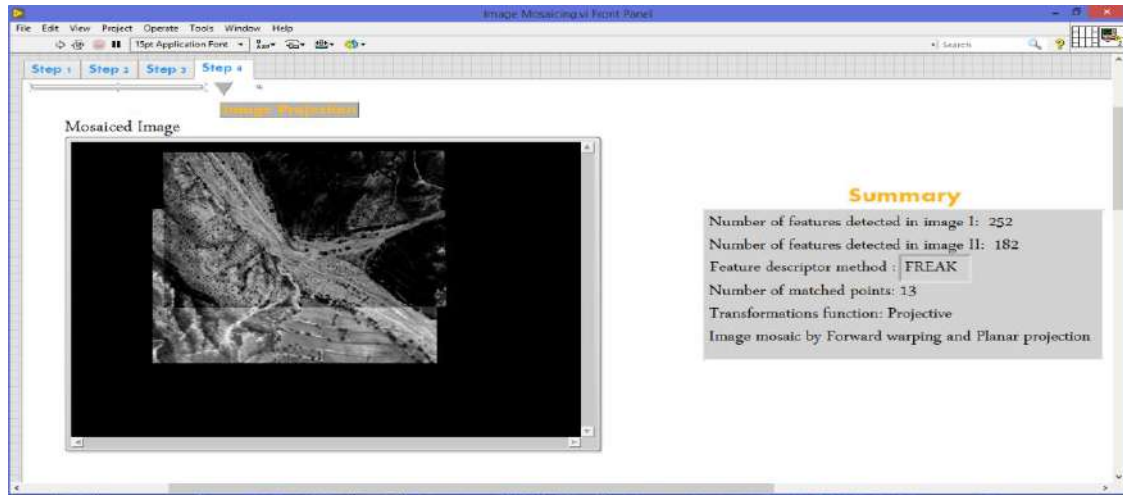 Image Mosaicing.vi Front Panel
File Edit View Project Operate Tools Window Help
15pt Application Font
Search
Step 1 Step 2 Step 3 Step 4
Image Projection
Mosaiced Image
Summary
Number of features detected in image I: 252
Number of features detected in image II: 182
Feature descriptor method : FREAK
Number of matched points: 13
Transformations function: Projective
Image mosaic by Forward warping and Planar projection